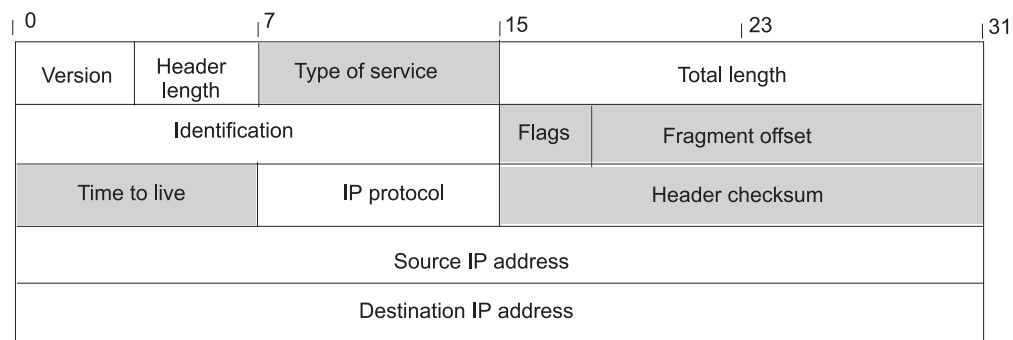 0 7 15 23 31
Version Header length Type of service Total length
Identification Flags Fragment offset
Time to live IP protocol Header checksum
Source IP address
Destination IP address